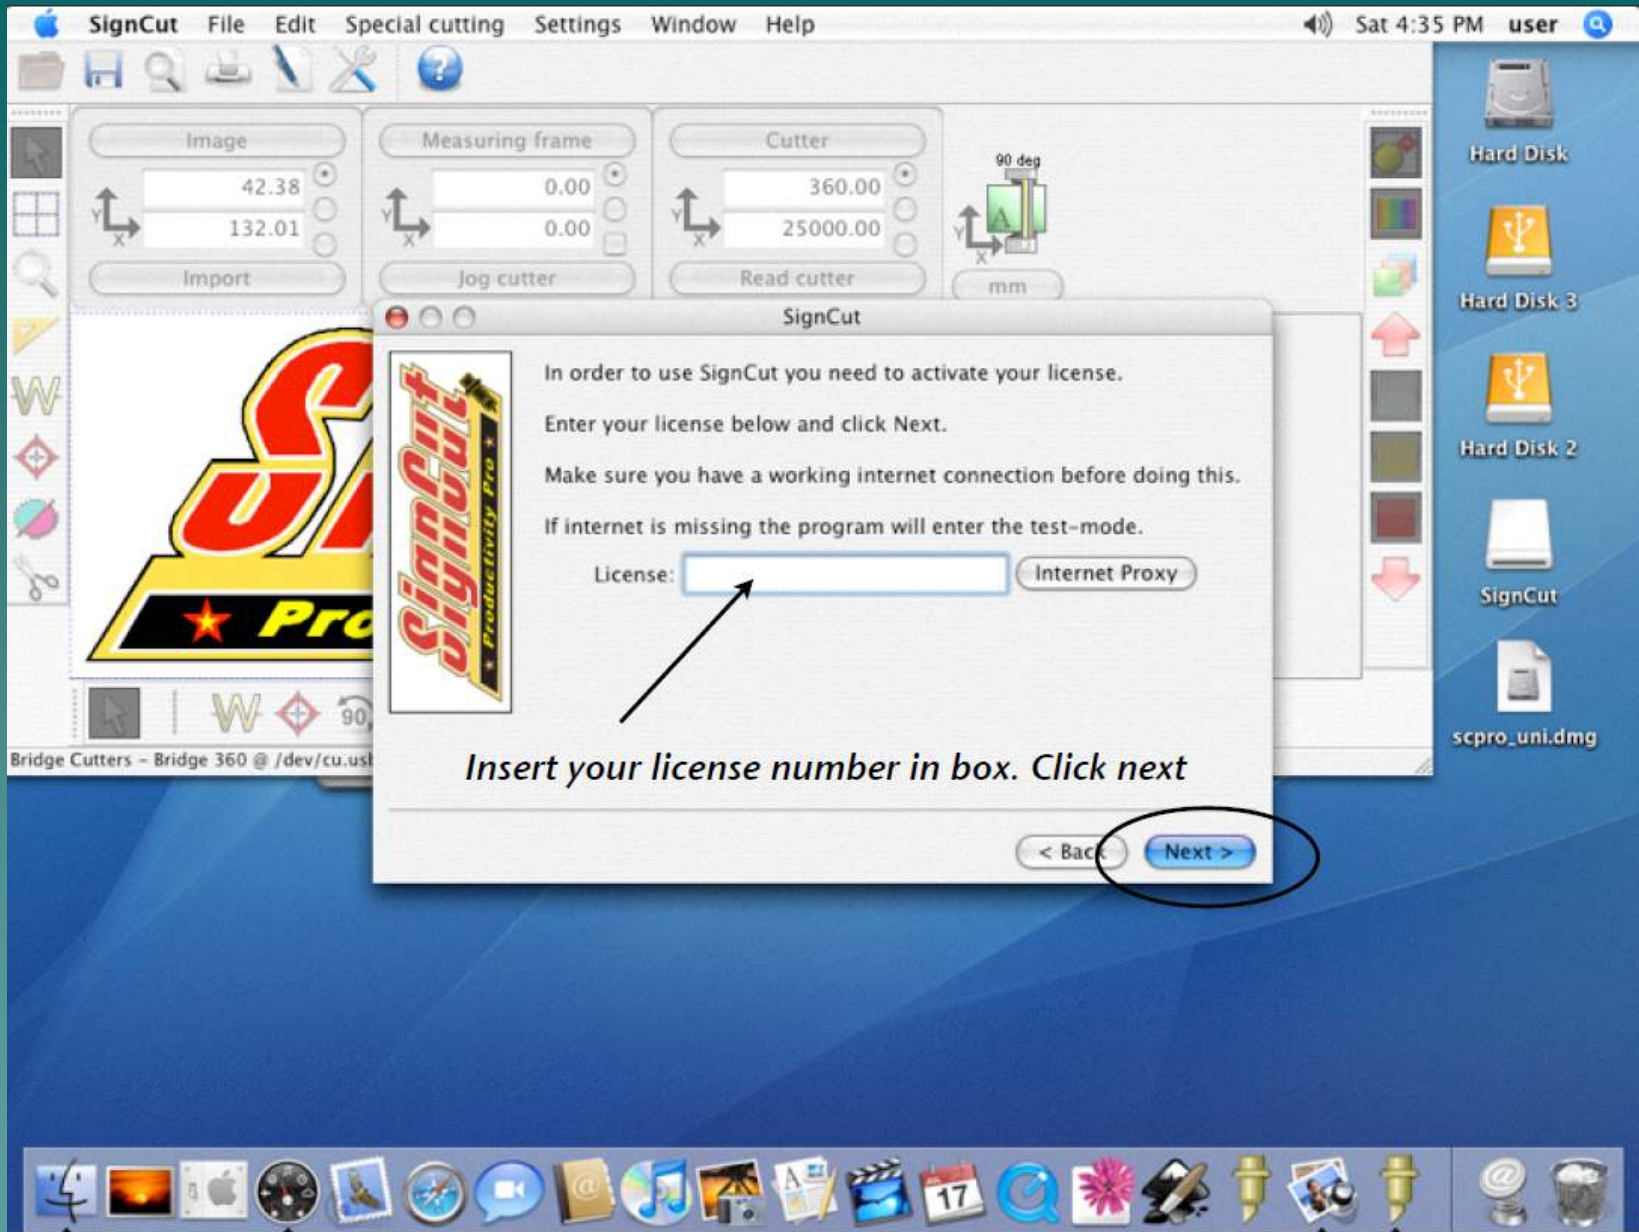 SignCut File Edit Special cutting Settings Window Help Sat 4:35 PM user
Image Measuring frame Cutter
90 deg
42.38 0.00 360.00
132.01 0.00 25000.00
Y X Y X Y X A Y X
Import Jog cutter Read cutter mm
Hard Disk
Hard Disk 3
Hard Disk 2
SignCut
scpro_uni.dmg
SignCut
SignCut
Productivity Pro
In order to use SignCut you need to activate your license.
Enter your license below and click Next.
Make sure you have a working internet connection before doing this.
If internet is missing the program will enter the test-mode.
License: Internet Proxy
Insert your license number in box. Click next
< Back Next >
W
W 90
Bridge Cutters - Bridge 360 @ /dev/cu.usb
17